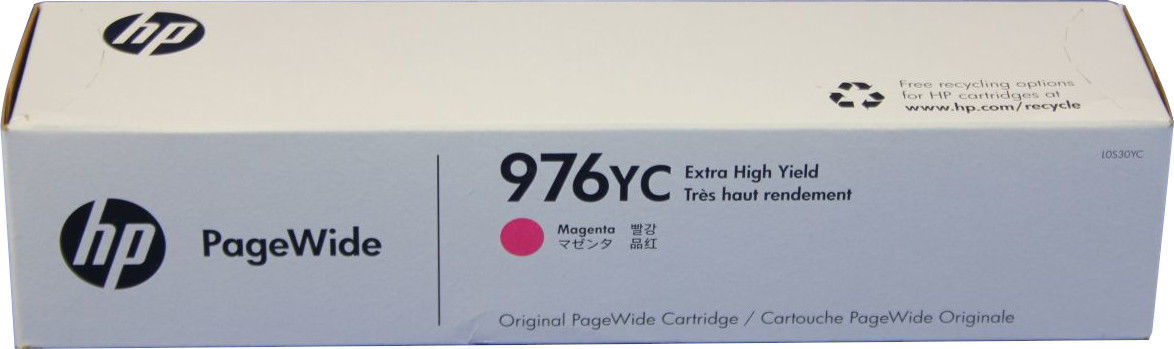 hp
Free recycling options
for HP cartridges at
www.hp.com/recycle
L0S30YC
976YC
Extra High Yield
Très haut rendement
hp PageWide
Magenta 빨강
マゼンタ 品红
Original PageWide Cartridge / Cartouche PageWide Originale